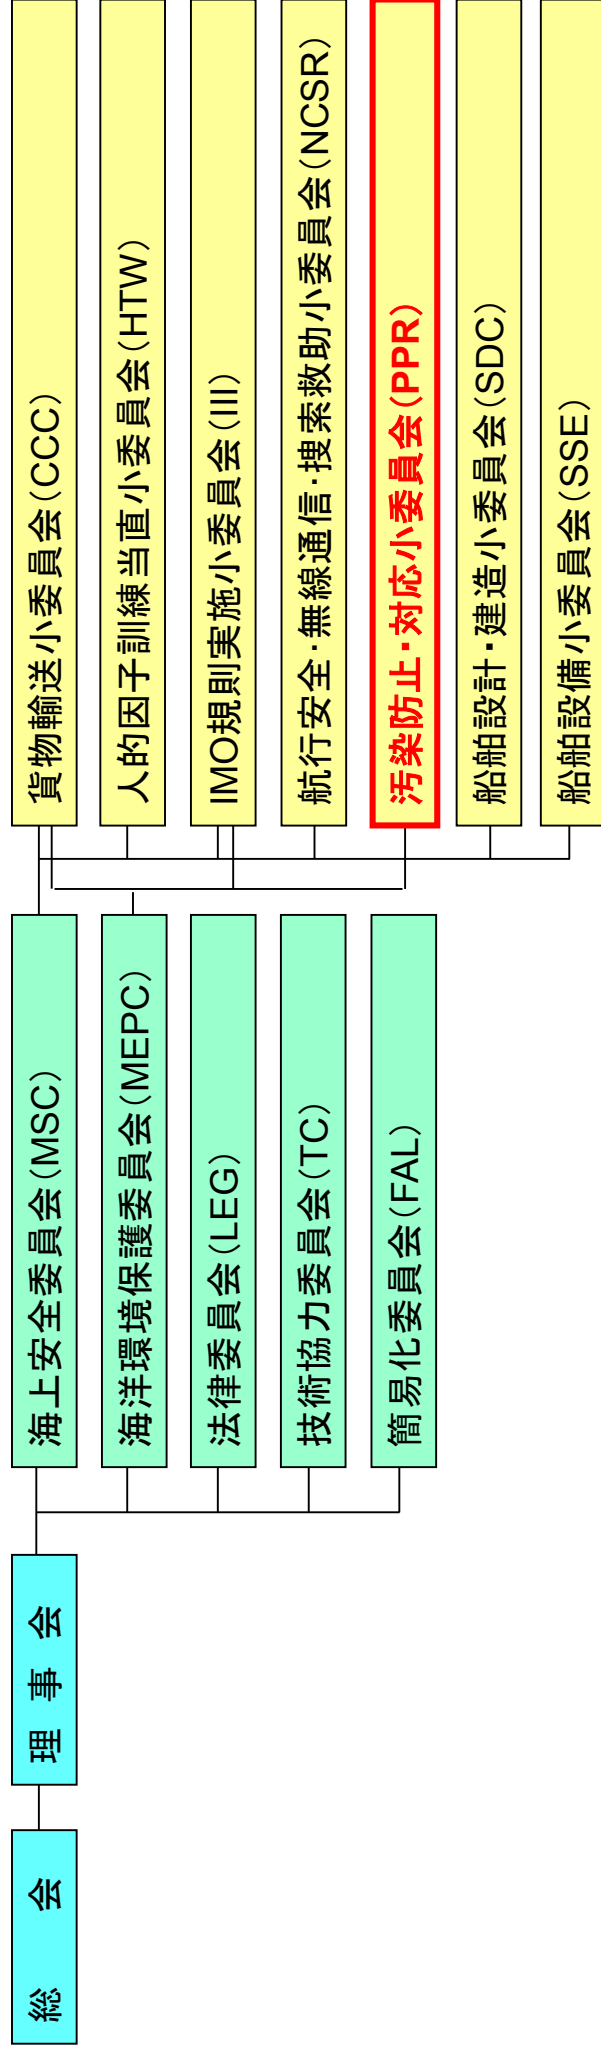 総会
理事会
海上安全委員会(MSC)
海洋環境保護委員会(MEPC)
法律委員会(LEG)
技術協力委員会(TC)
簡易化委員会(FAL)
貨物輸送小委員会(CCC)
人的因子訓練当直小委員会(HTW)
IMO規則実施小委員会(III)
航行安全・無線通信・捜索救助小委員会(NCSR)
汚染防止・対応小委員会(PPR)
船舶設計・建造小委員会(SDC)
船舶設備小委員会(SSE)